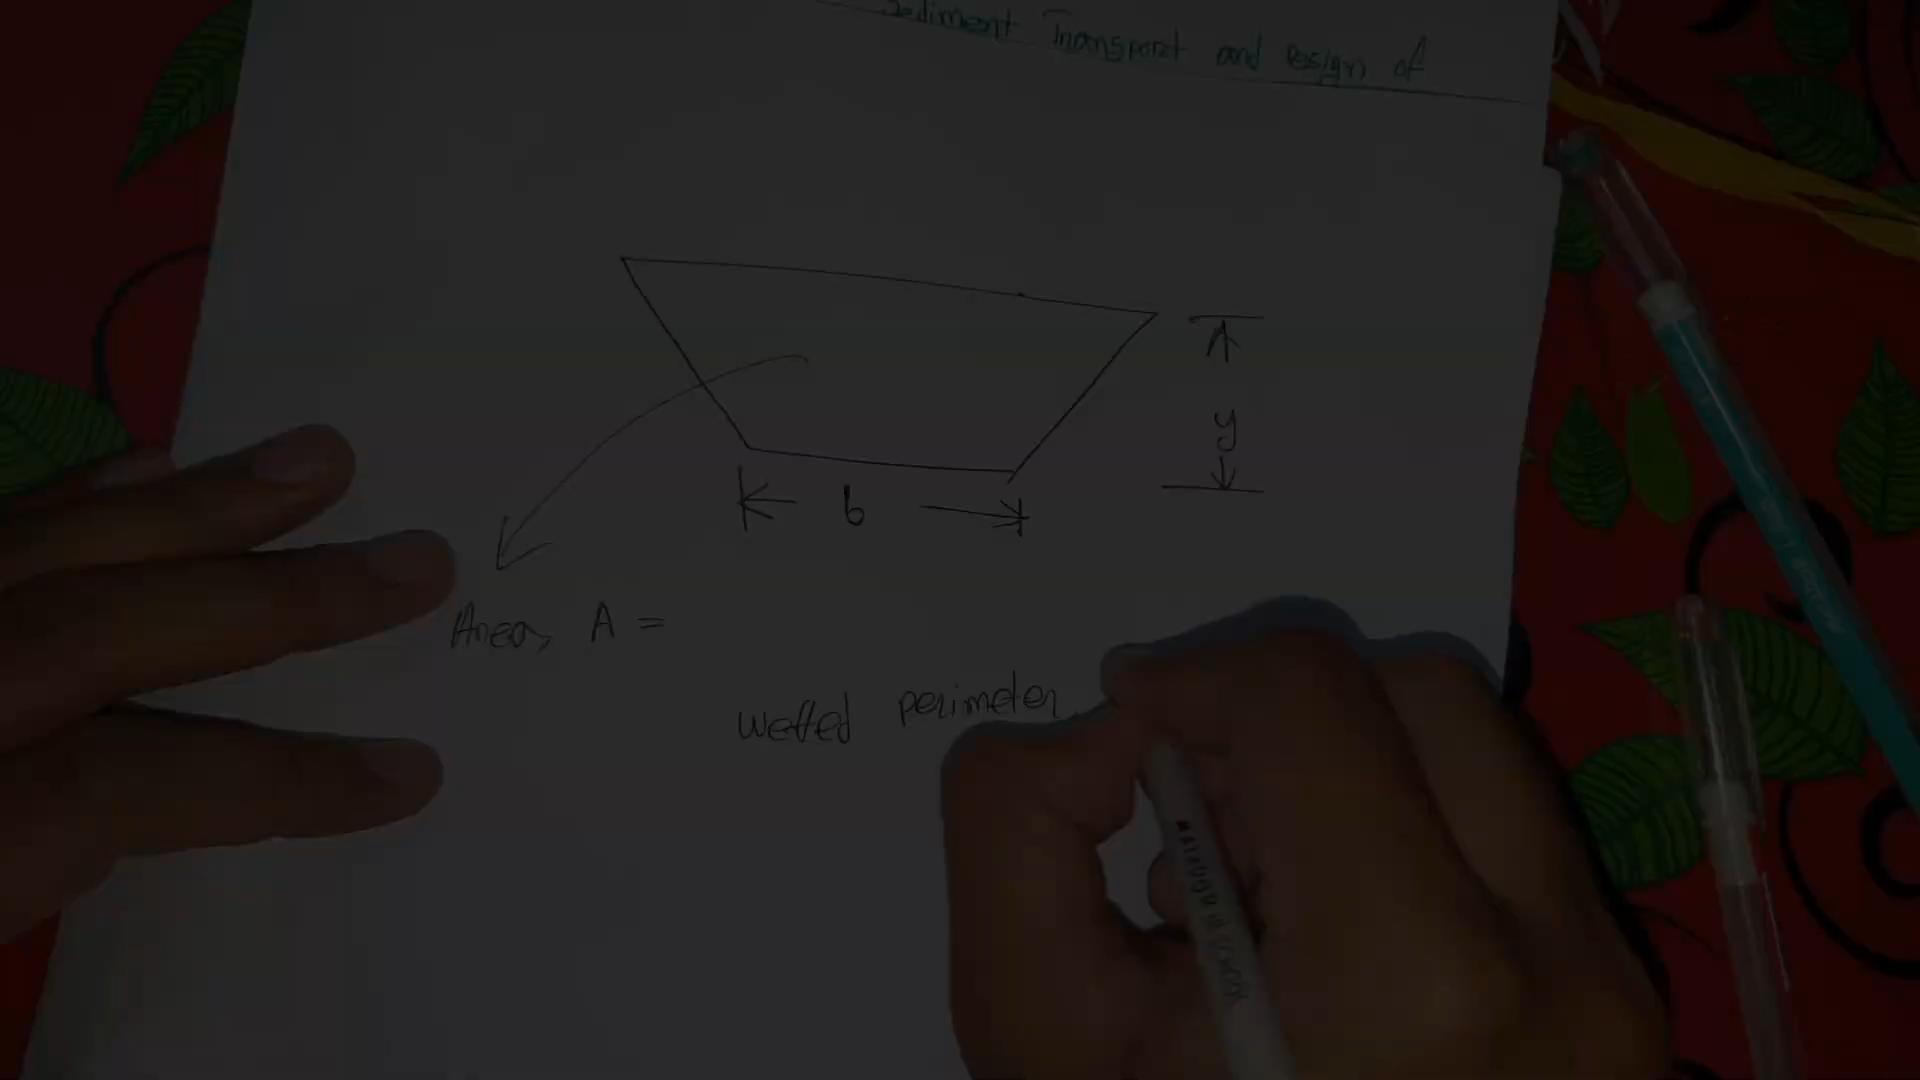 Sediment Transport and Design of
y
b
Area, A =
wetted perimeter